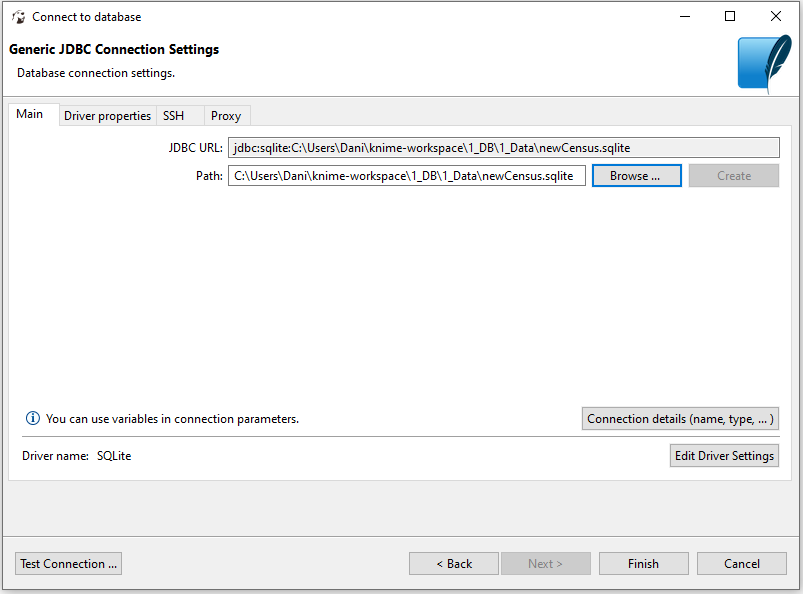 Connect to database
Generic JDBC Connection Settings
Database connection settings.
Main Driver properties SSH Proxy
JDBC URL: jdbc:sqlite:C:\Users\Dani\knime-workspace\1_DB\1_Data\newCensus.sqlite
Path: C:\Users\Dani\knime-workspace\1_DB\1_Data\newCensus.sqlite Browse ... Create
You can use variables in connection parameters. Connection details (name, type, ... )
Driver name: SQLite Edit Driver Settings
Test Connection ... < Back Next > Finish Cancel